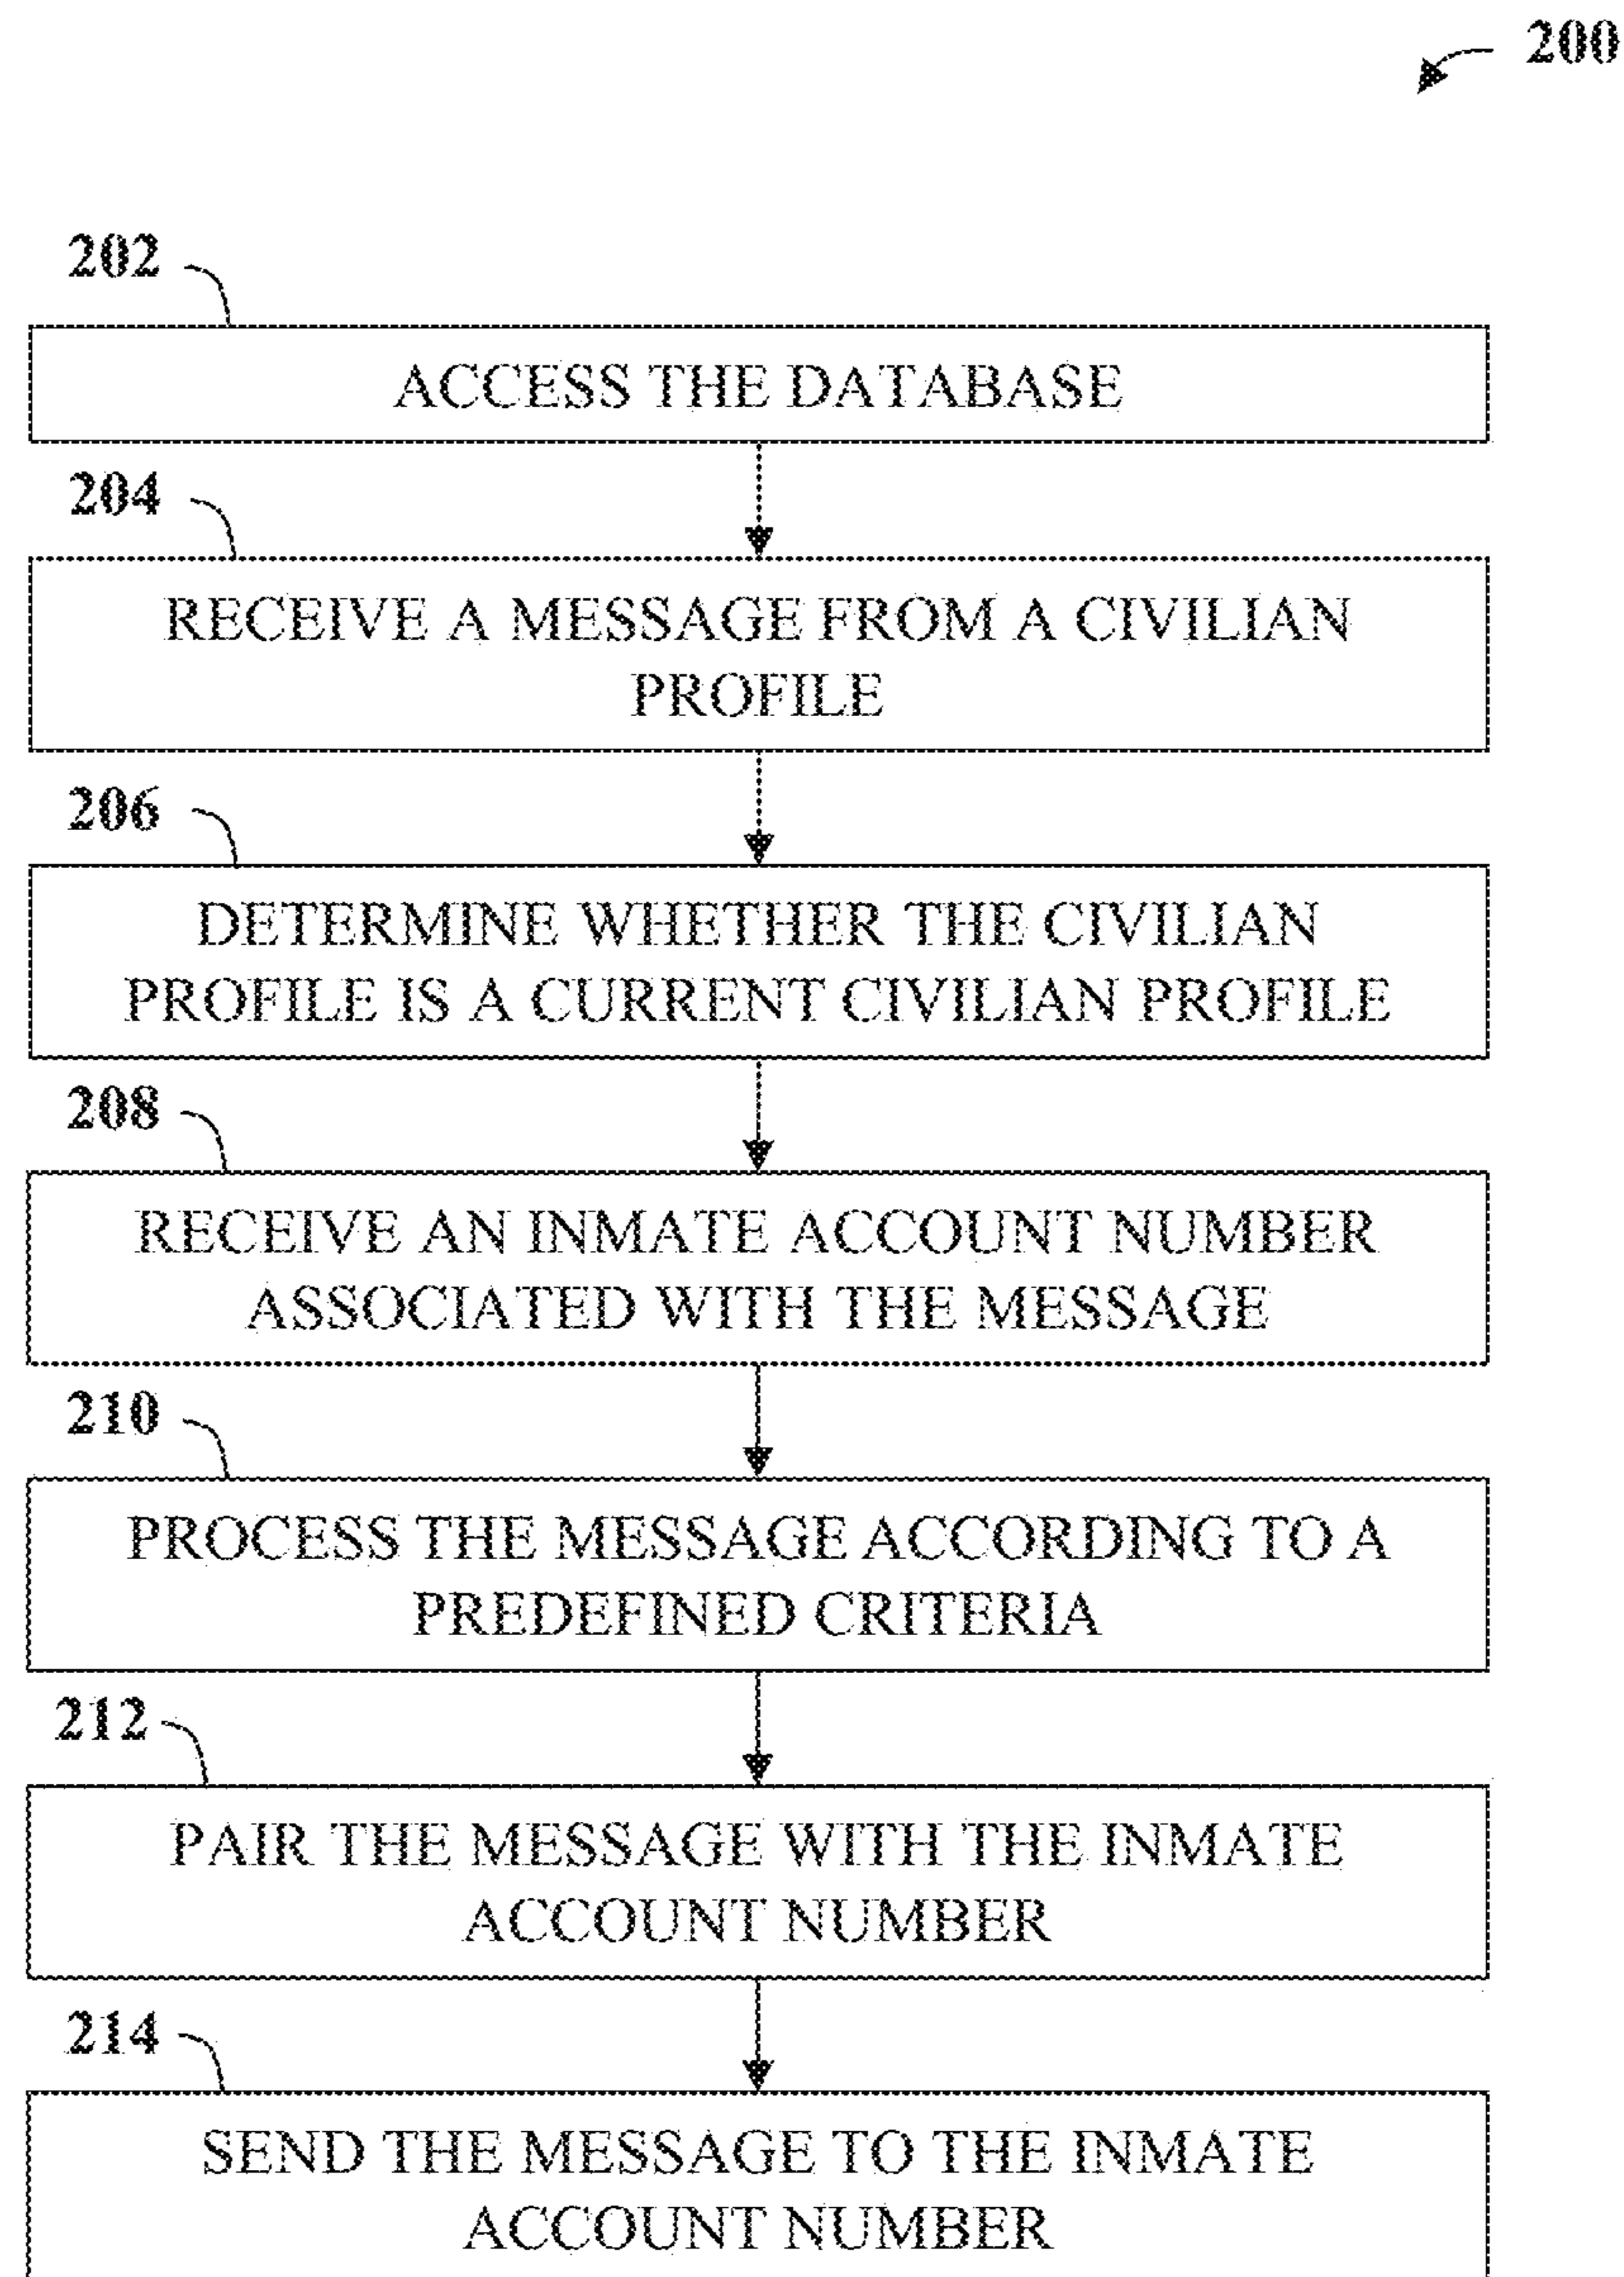 200
202
ACCESS THE DATABASE
204
RECEIVE A MESSAGE FROM A CIVILIAN
PROFILE
206
DETERMINE WHETHER THE CIVILIAN
PROFILE IS A CURRENT CIVILIAN PROFILE
208
RECEIVE AN INMATE ACCOUNT NUMBER
ASSOCIATED WITH THE MESSAGE
210
PROCESS THE MESSAGE ACCORDING TO A
PREDEFINED CRITERIA
212
PAIR THE MESSAGE WITH THE INMATE
ACCOUNT NUMBER
214
SEND THE MESSAGE TO THE INMATE
ACCOUNT NUMBER